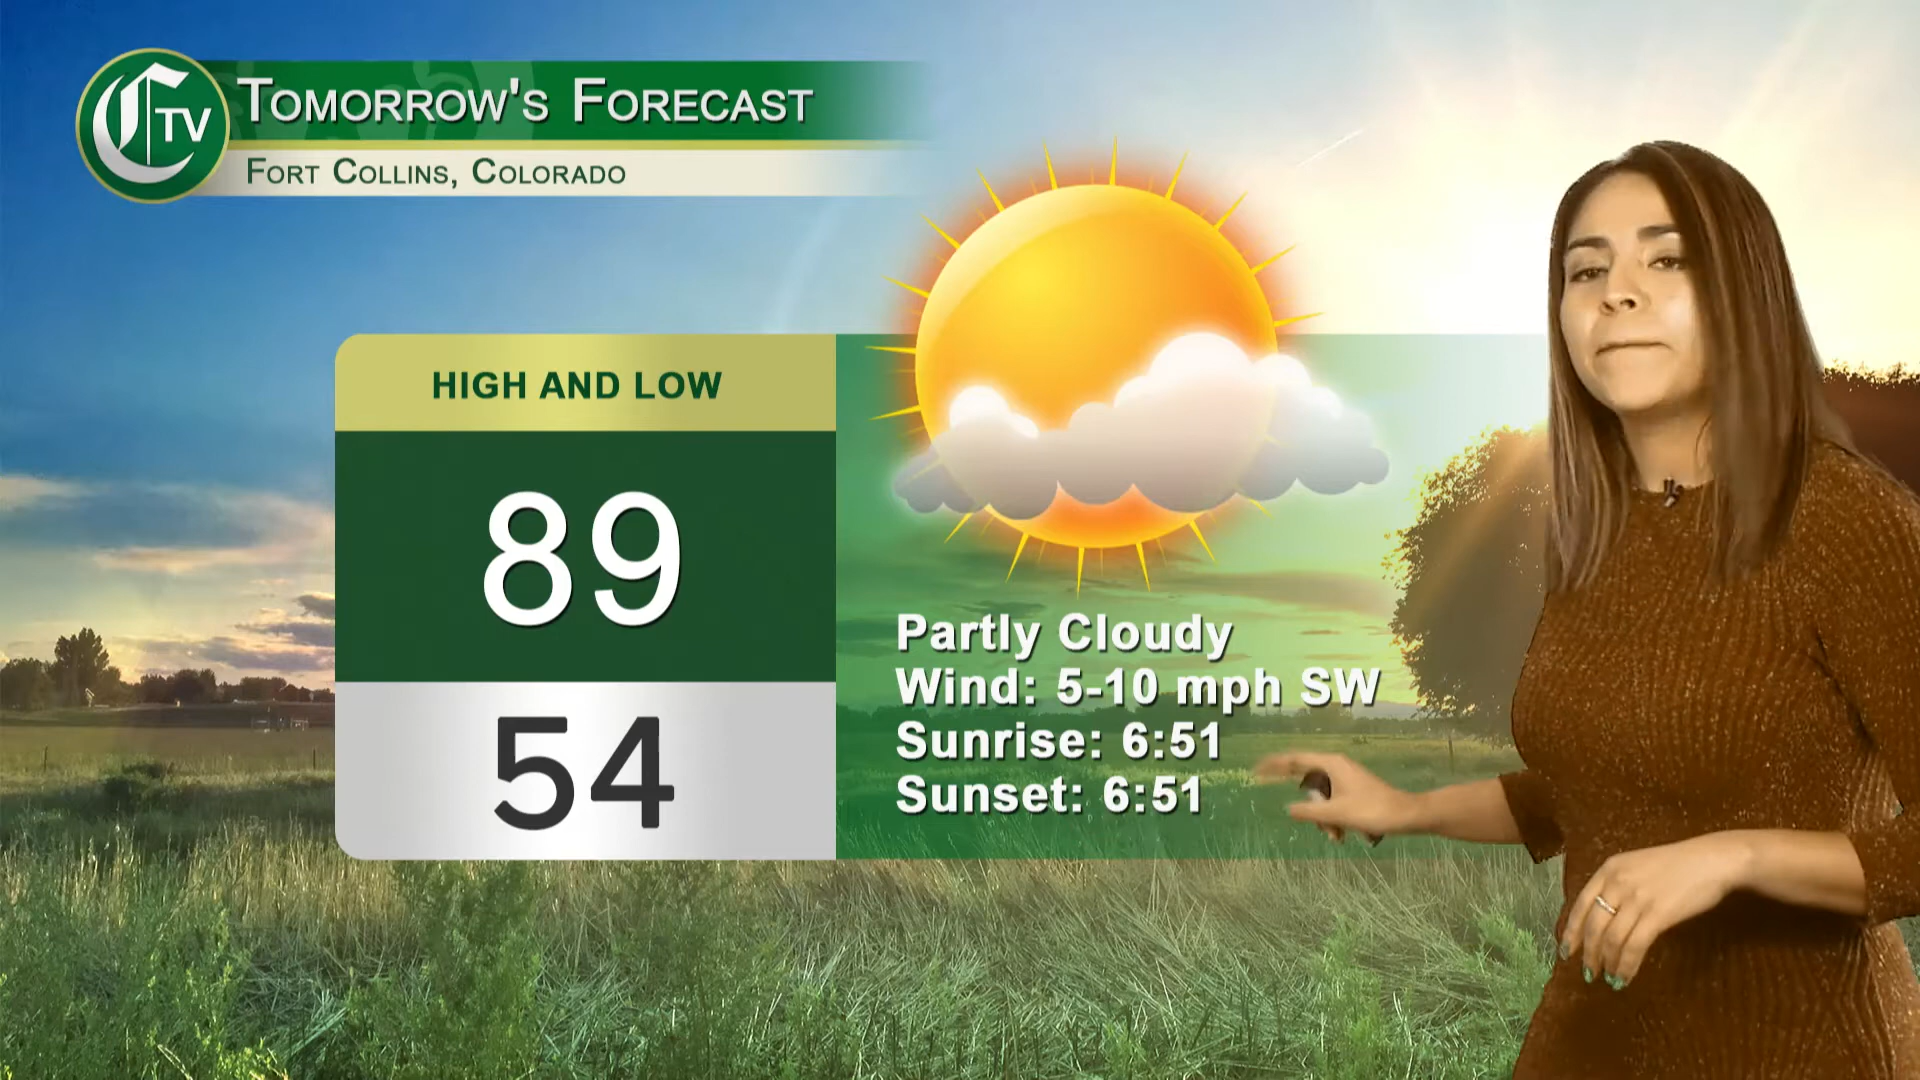 CTV
Tomorrow's Forecast
Fort Collins, Colorado
HIGH AND LOW
89
54
Partly Cloudy
Wind: 5-10 mph SW
Sunrise: 6:51
Sunset: 6:51